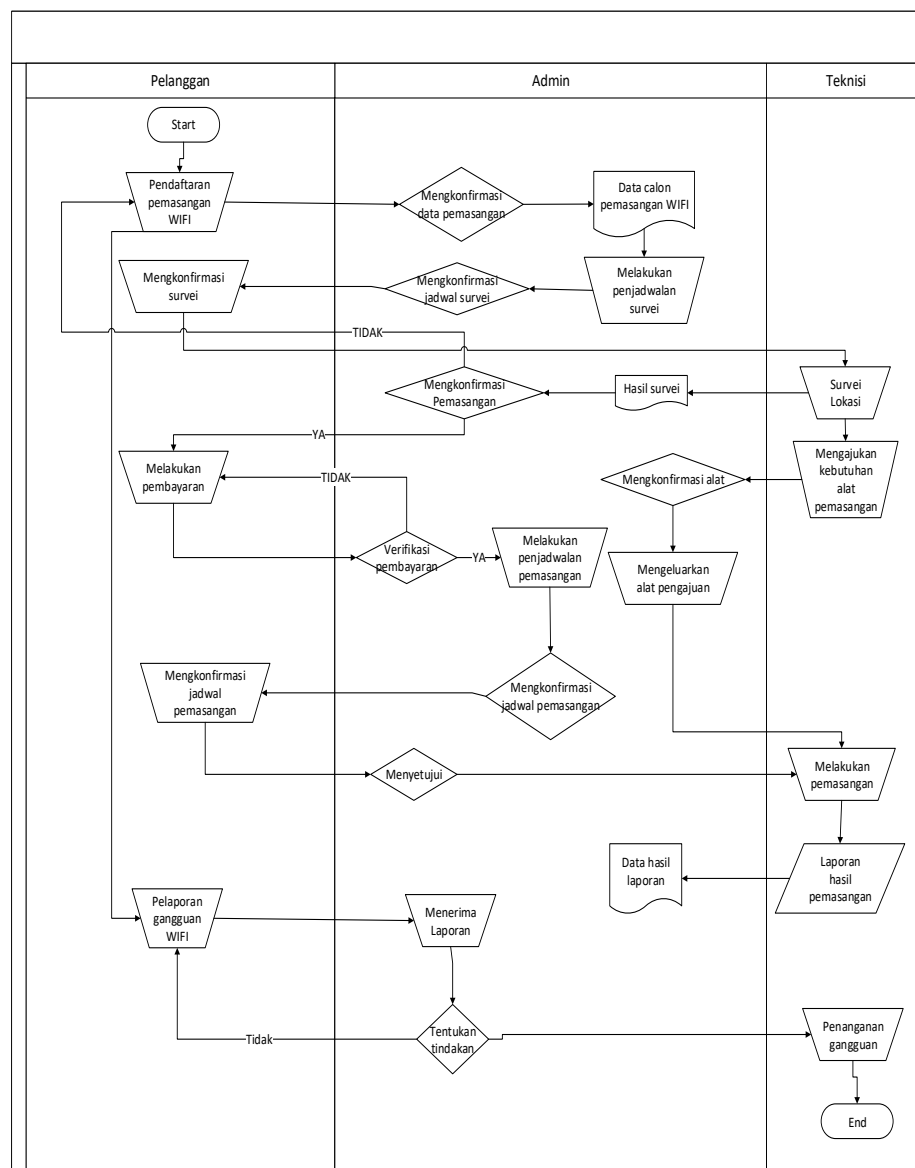 Pelanggan
Admin
Teknisi
Start
Pendaftaran
pemasangan
WIFI
Mengkonfirmasi
data pemasangan
Data calon
pemasangan WIFI
Mengkonfirmasi
survei
Mengkonfirmasi
jadwal survei
Melakukan
penjadwalan
survei
TIDAK
Mengkonfirmasi
Pemasangan
Hasil survei
Survei
Lokasi
YA
Melakukan
pembayaran
TIDAK
Mengkonfirmasi alat
Mengajukan
kebutuhan
alat
pemasangan
Verifikasi
pembayaran
YA
Melakukan
penjadwalan
pemasangan
Mengeluarkan
alat pengajuan
Mengkonfirmasi
jadwal
pemasangan
Mengkonfirmasi
jadwal pemasangan
Menyetujui
Melakukan
pemasangan
Data hasil
laporan
Laporan
hasil
pemasangan
Pelaporan
gangguan
WIFI
Menerima
Laporan
Tidak
Tentukan
tindakan
Penanganan
gangguan
End